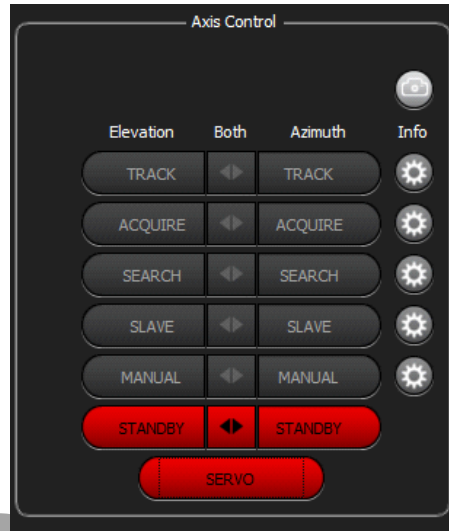 Axis Control
Elevation Both Azimuth Info
TRACK TRACK
ACQUIRE ACQUIRE
SEARCH SEARCH
SLAVE SLAVE
MANUAL MANUAL
STANDBY STANDBY
SERVO